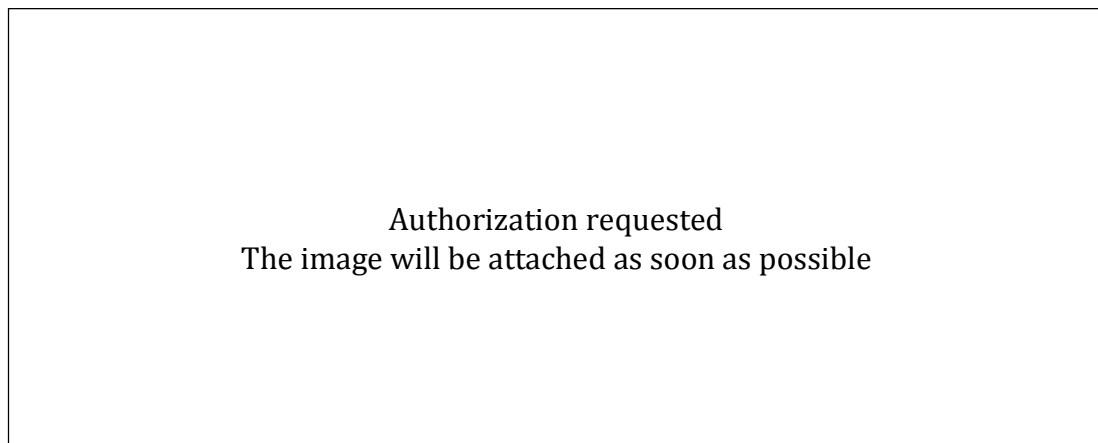 Authorization requested
The image will be attached as soon as possible